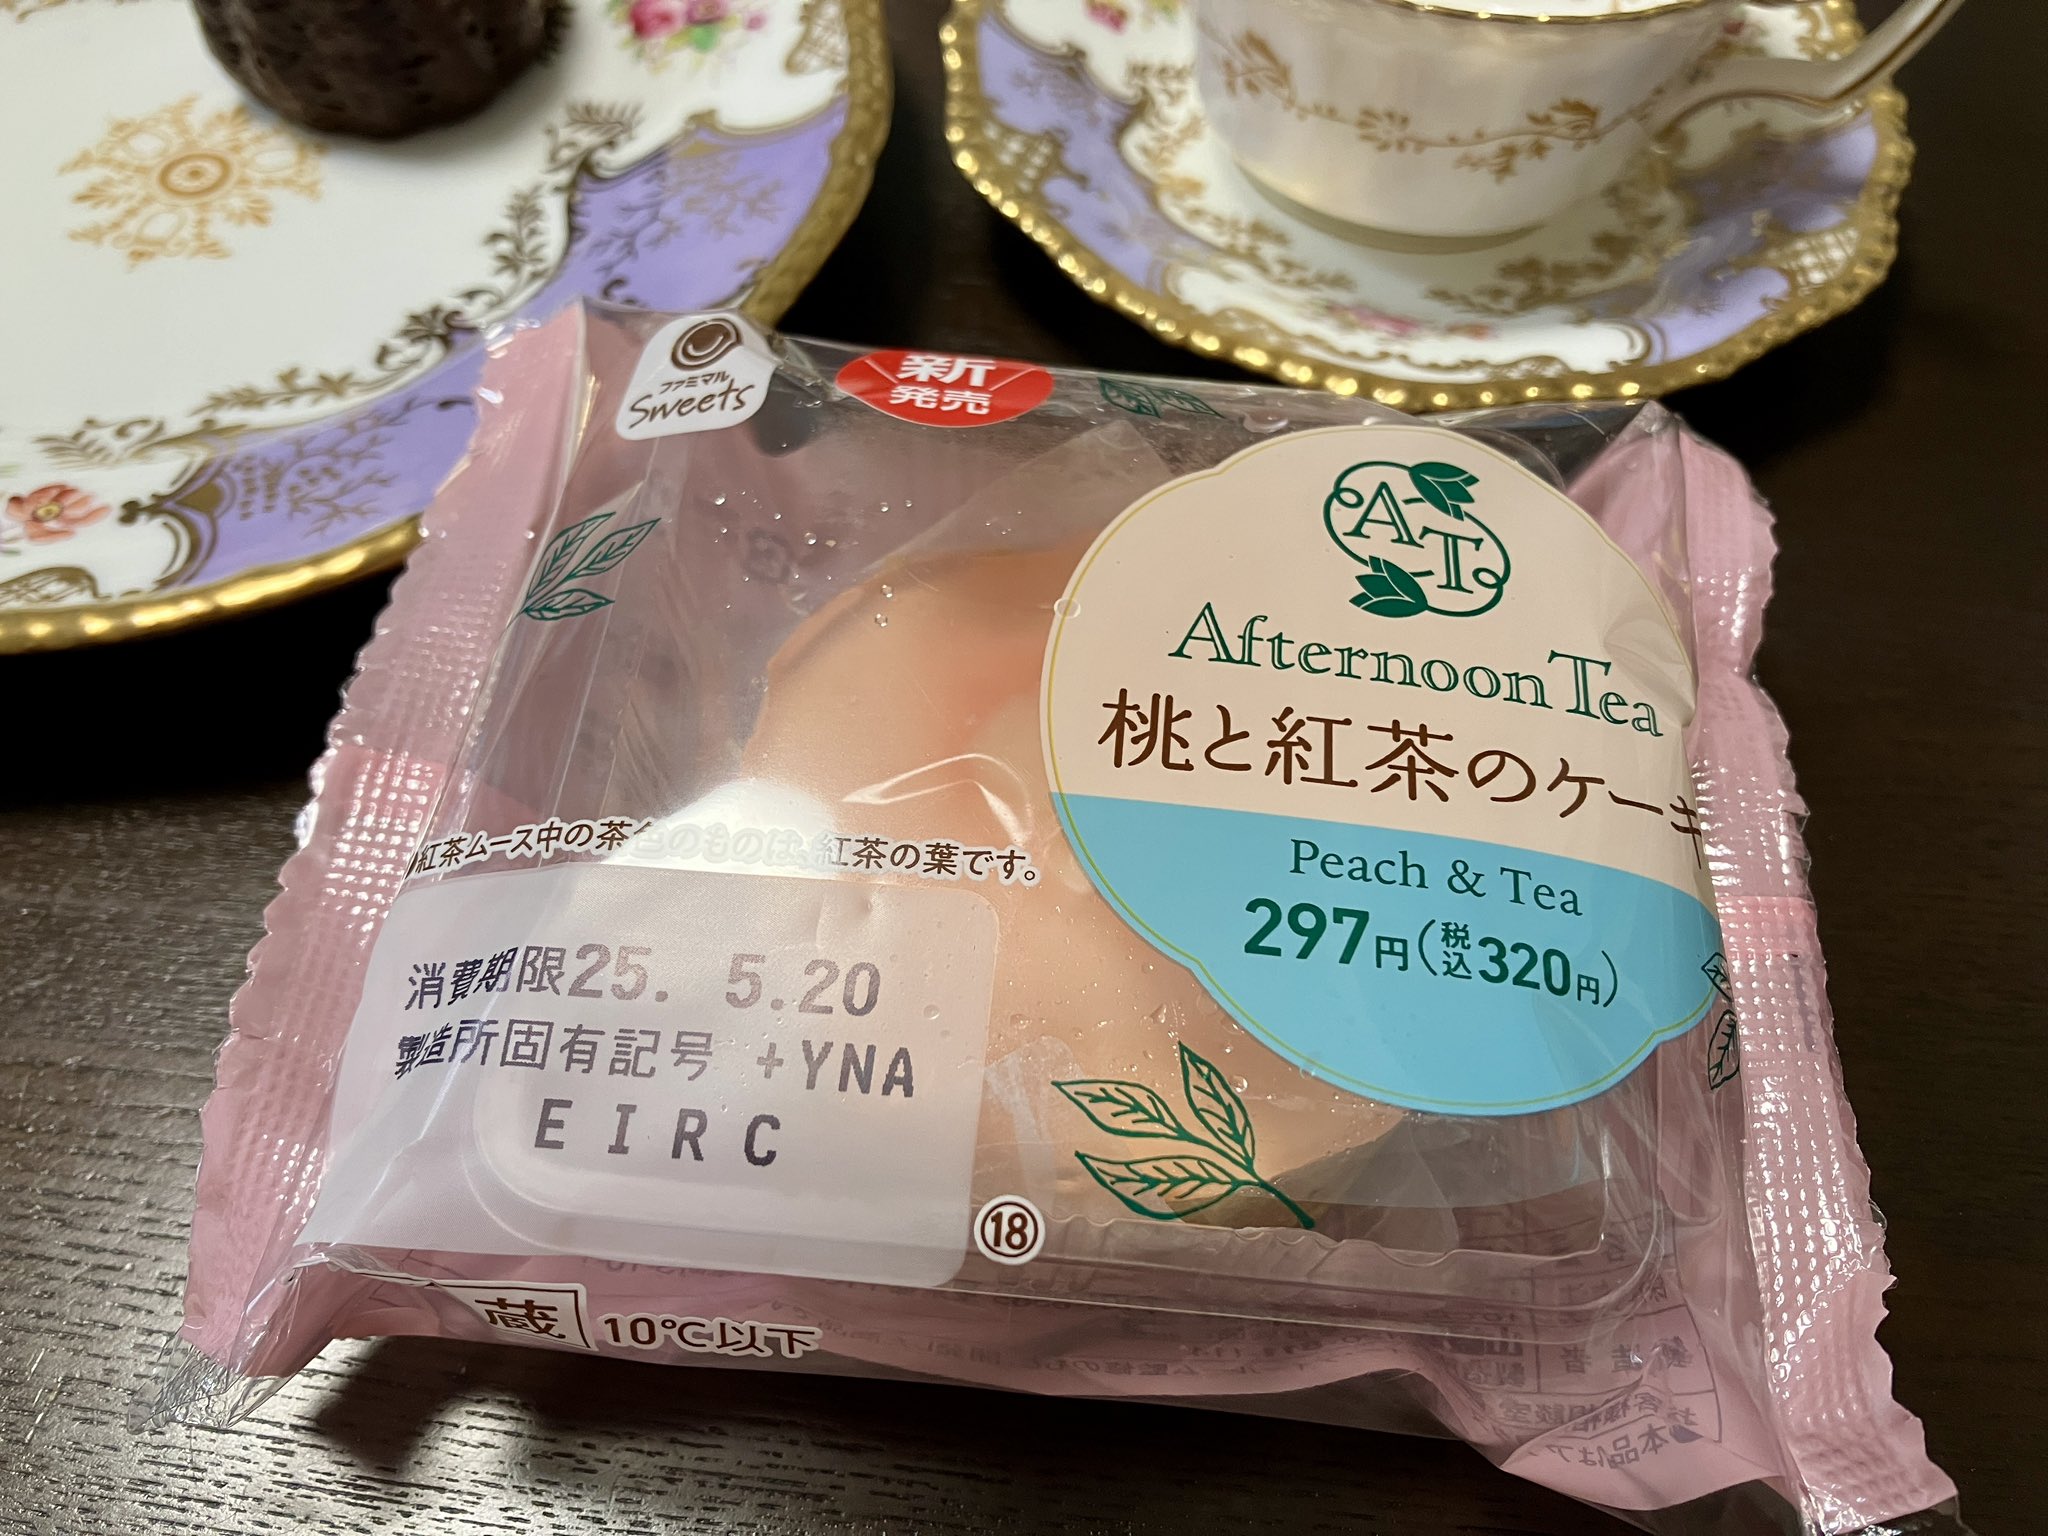 ファミマル
Sweets
新
発売
AT
Afternoon Tea
桃と紅茶のケーキ
Peach & Tea
297円(税込320円)
●紅茶ムース中の茶色のものは、紅茶の葉です。
消費期限25. 5.20
製造所固有記号 +YNA
EIRC
⑱
蔵 10℃以下